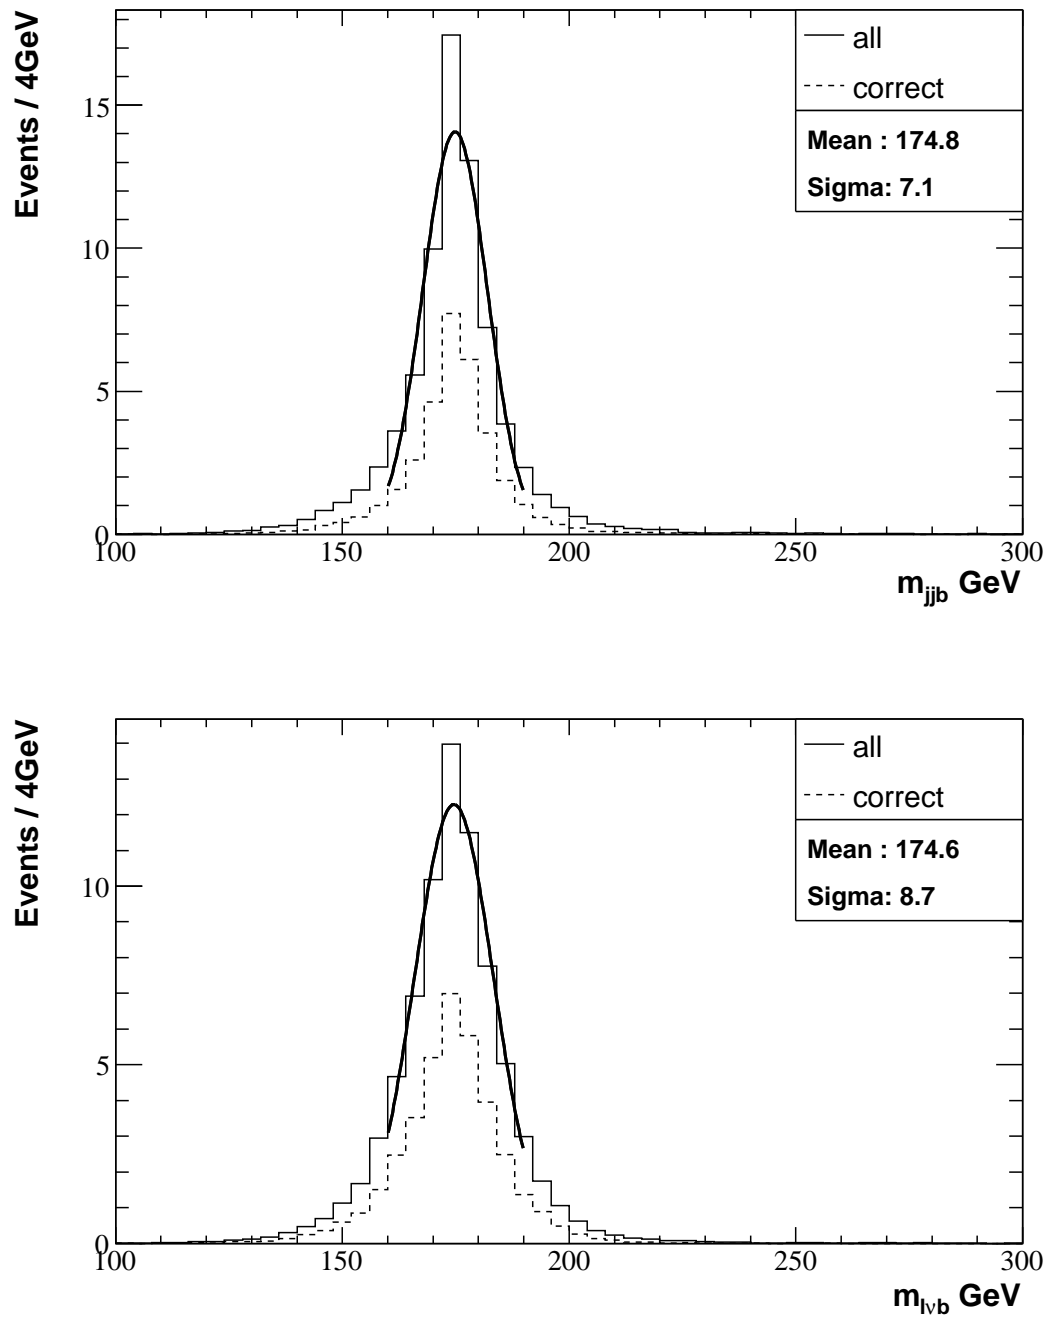 Events / 4GeV
all
correct
Mean : 174.8
Sigma: 7.1
15
10
5
0
100 150 200 250 300
m_jjb GeV
Events / 4GeV
all
correct
Mean : 174.6
Sigma: 8.7
10
5
0
100 150 200 250 300
m_lνb GeV